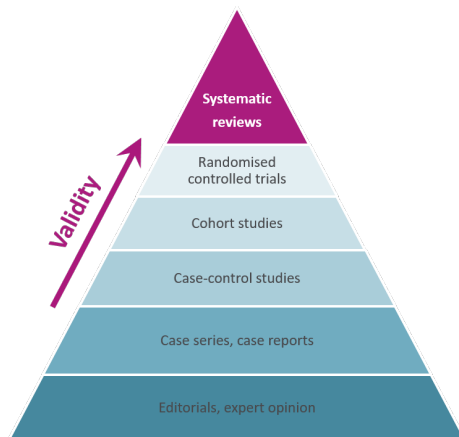 Systematic
reviews
Randomised
controlled trials
Validity
Cohort studies
Case-control studies
Case series, case reports
Editorials, expert opinion